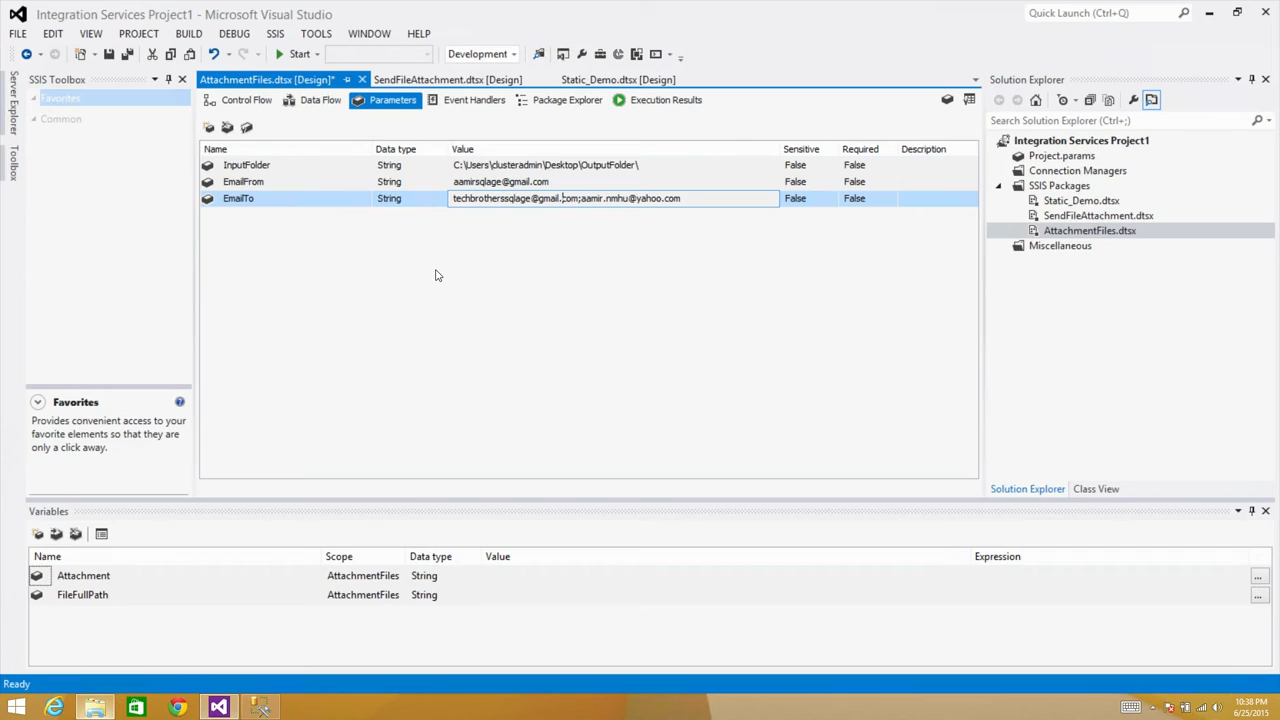 Integration Services Project1 - Microsoft Visual Studio
Quick Launch (Ctrl+;)
FILE EDIT VIEW PROJECT BUILD DEBUG SSIS TOOLS WINDOW HELP
Start Development
SSIS Toolbox
AttachmentFiles.dtsx [Design]* SendFileAttachment.dtsx [Design] Static_Demo.dtsx [Design]
Solution Explorer
Server Explorer
Toolbox
Favorites
Common
Control Flow Data Flow Parameters Event Handlers Package Explorer Execution Results
Search Solution Explorer (Ctrl+;)
Name Data type Value Sensitive Required Description
InputFolder String C:\Users\clusteradmin\Desktop\OutputFolder\ False False
EmailFrom String aamirsqlage@gmail.com False False
EmailTo String techbrotherssqlage@gmail.com;aamir.nmhu@yahoo.com False False
Integration Services Project1
Project.params
Connection Managers
SSIS Packages
Static_Demo.dtsx
SendFileAttachment.dtsx
AttachmentFiles.dtsx
Miscellaneous
Favorites
Provides convenient access to your
favorite elements so that they are
only a click away.
Solution Explorer Class View
Variables
Name Scope Data type Value Expression
Attachment AttachmentFiles String ...
FileFullPath AttachmentFiles String ...
Ready
10:38 PM
6/25/2015